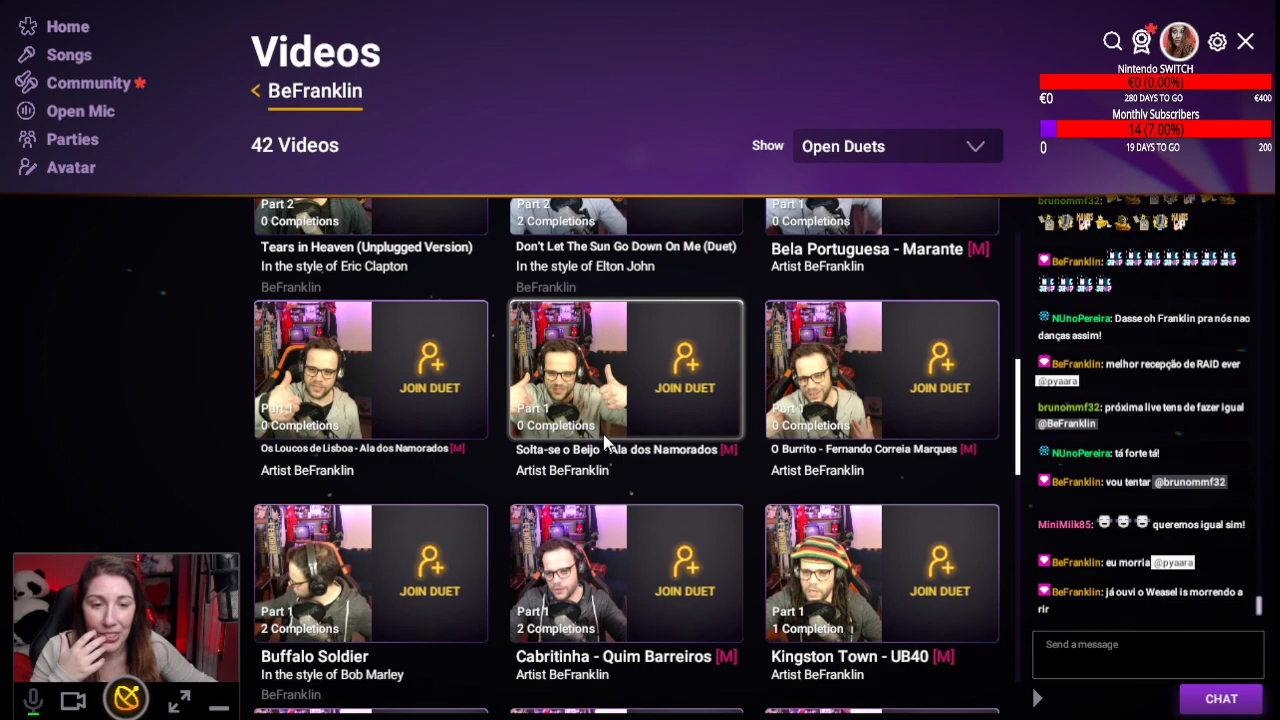 Home
Songs
Community
Open Mic
Parties
Avatar
Videos
< BeFranklin
42 Videos
Show
Open Duets
Nintendo SWITCH
€0 (0.00%)
€0
280 DAYS TO GO
€400
Monthly Subscribers
14 (7.00%)
0
19 DAYS TO GO
200
Part 2
0 Completions
Tears in Heaven (Unplugged Version)
In the style of Eric Clapton
BeFranklin
Part 2
2 Completions
Don't Let The Sun Go Down On Me (Duet)
In the style of Elton John
BeFranklin
Part 1
0 Completions
Bela Portuguesa - Marante [M]
Artist BeFranklin
JOIN DUET
Part 1
0 Completions
Os Loucos de Lisboa - Ala dos Namorados [M]
Artist BeFranklin
JOIN DUET
Part 1
0 Completions
Solta-se o Beijo - Ala dos Namorados [M]
Artist BeFranklin
JOIN DUET
Part 1
0 Completions
O Burrito - Fernando Correia Marques [M]
Artist BeFranklin
JOIN DUET
Part 1
2 Completions
Buffalo Soldier
In the style of Bob Marley
BeFranklin
JOIN DUET
Part 1
2 Completions
Cabritinha - Quim Barreiros [M]
Artist BeFranklin
JOIN DUET
Part 1
1 Completion
Kingston Town - UB40 [M]
Artist BeFranklin
brunommf32:
BeFranklin:
NUnoPereira: Dasse oh Franklin pra nós nao
danças assim!
BeFranklin: melhor recepção de RAID ever
@pyaara
brunommf32: próxima live tens de fazer igual
@BeFranklin
NUnoPereira: tá forte tá!
BeFranklin: vou tentar @brunommf32
MiniMilk85: queremos igual sim!
BeFranklin: eu morria @pyaara
BeFranklin: já ouvi o Weasel is morrendo a
rir
Send a message
CHAT